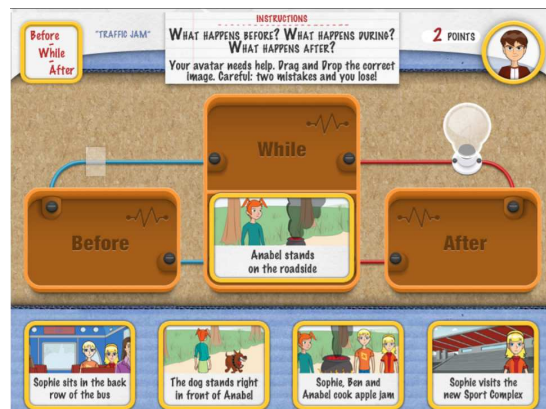 Before
While
After
"TRAFFIC JAM"
INSTRUCTIONS
WHAT HAPPENS BEFORE? WHAT HAPPENS DURING?
WHAT HAPPENS AFTER?
Your avatar needs help. Drag and Drop the correct
image. Careful: two mistakes and you lose!
2 POINTS
While
Before
After
Anabel stands
on the roadside
Sophie sits in the back
row of the bus
The dog stands right
in front of Anabel
Sophie, Ben and
Anabel cook apple jam
Sophie visits the
new Sport Complex